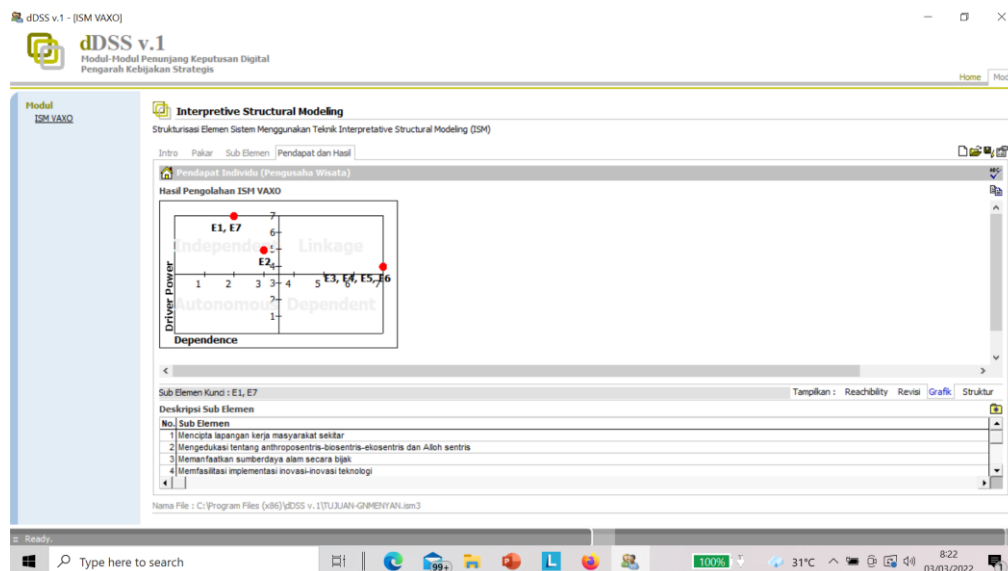 dDSS v.1 - [ISM VAXO]
dDSS v.1
Modul-Modul Penunjang Keputusan Digital
Pengarah Kebijakan Strategis
Home Mod
Modul
ISM VAXO
Interpretive Structural Modeling
Strukturisasi Elemen Sistem Menggunakan Teknik Interpretative Structural Modeling (ISM)
Intro Pakar Sub Elemen Pendapat dan Hasil
Pendapat Individu (Pengusaha Wisata)
ABC
Hasil Pengolahan ISM VAXO
7
E1, E7
6
Independent Linkage
5
E2,
4
E3, E4, E5, E6
1 2 3 3 4 5 6 7
2
Autonomous Dependent
1
Driver Power
Dependence
Sub Elemen Kunci : E1, E7
Tampilkan : Reachibility Revisi Grafik Struktur
Deskripsi Sub Elemen
No. Sub Elemen
1 Mencipta lapangan kerja masyarakat sekitar
2 Mengedukasi tentang anthroposentris-biosentris-ekosentris dan Alloh sentris
3 Memanfaatkan sumberdaya alam secara bijak
4 Memfasilitasi implementasi inovasi-inovasi teknologi
Nama File : C:\Program Files (x86)\dDSS v.1\TUJUAN-GNMENYAN.ism3
:: Ready.
Type here to search
99+
L
100%
31°C
8:22
03/03/2022